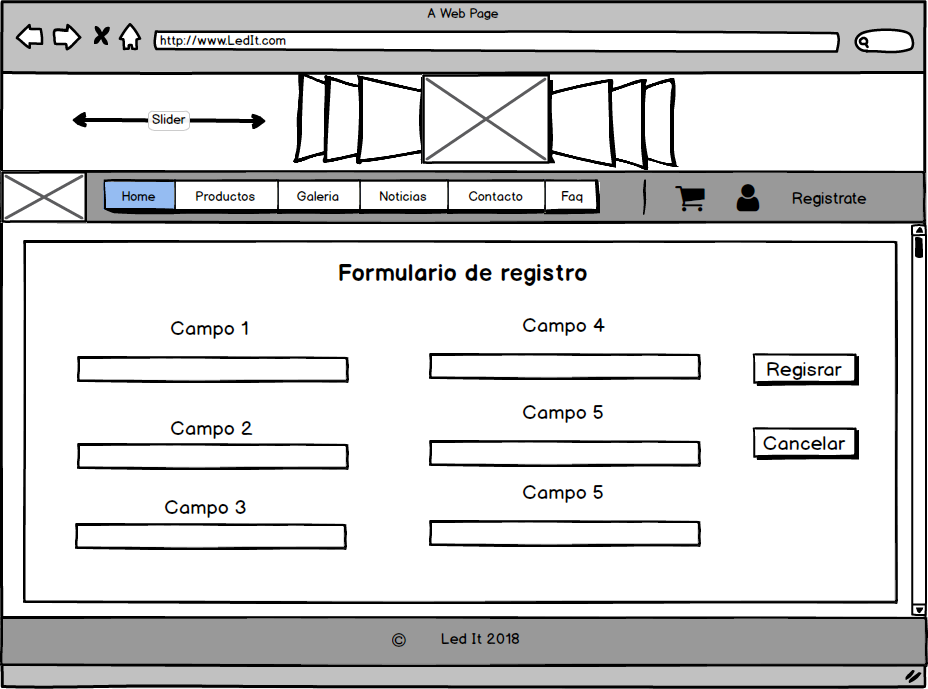 A Web Page
http://www.LedIt.com
Slider
Home Productos Galeria Noticias Contacto Faq Registrate
Formulario de registro
Campo 1
Campo 4
Regisrar
Campo 2
Campo 5
Cancelar
Campo 3
Campo 5
© Led It 2018